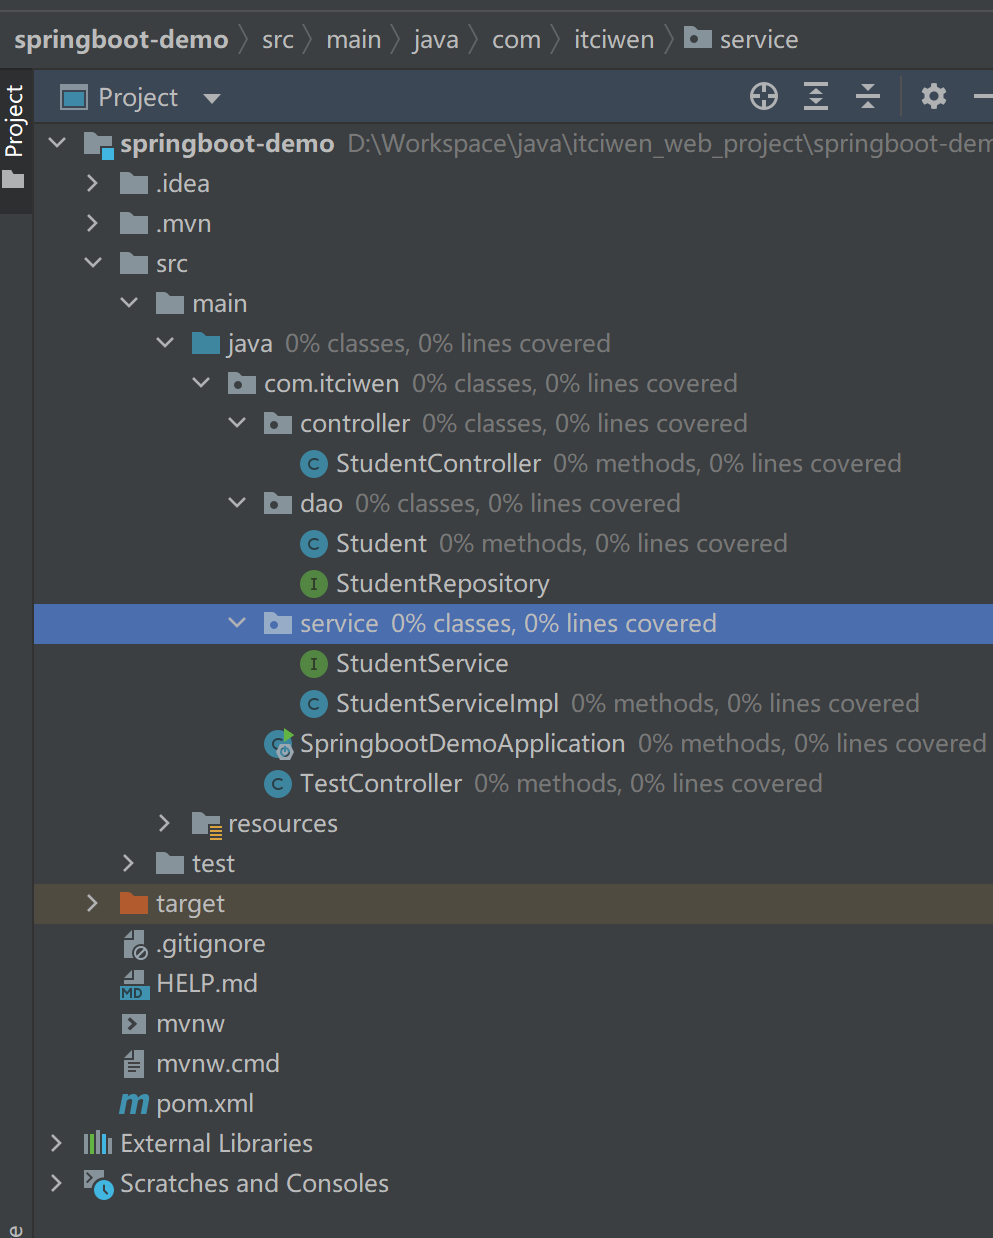 springboot-demo src main java com itciwen service
Project
Project
springboot-demo D:\Workspace\java\itciwen_web_project\springboot-dem
.idea
.mvn
src
main
java 0% classes, 0% lines covered
com.itciwen 0% classes, 0% lines covered
controller 0% classes, 0% lines covered
C StudentController 0% methods, 0% lines covered
dao 0% classes, 0% lines covered
C Student 0% methods, 0% lines covered
I StudentRepository
service 0% classes, 0% lines covered
I StudentService
C StudentServiceImpl 0% methods, 0% lines covered
SpringbootDemoApplication 0% methods, 0% lines covered
C TestController 0% methods, 0% lines covered
resources
test
target
.gitignore
MD HELP.md
mvnw
mvnw.cmd
m pom.xml
External Libraries
Scratches and Consoles